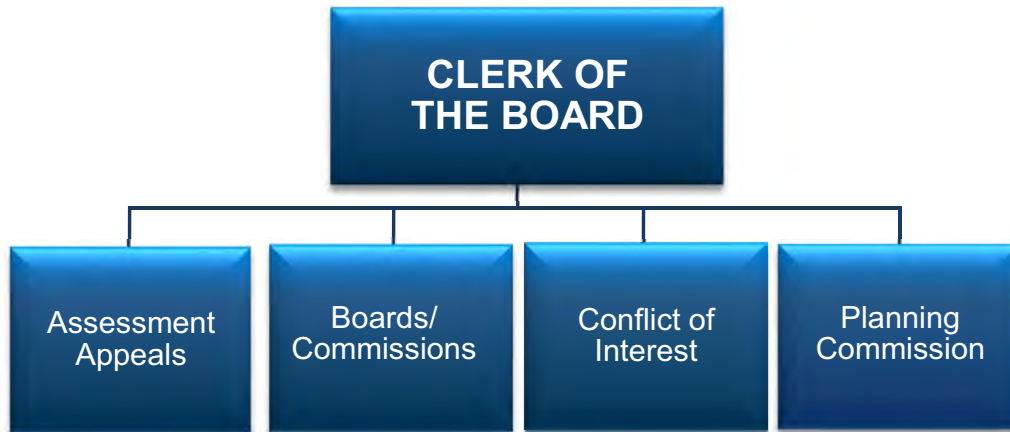 CLERK OF
THE BOARD
Assessment
Appeals
Boards/
Commissions
Conflict of
Interest
Planning
Commission